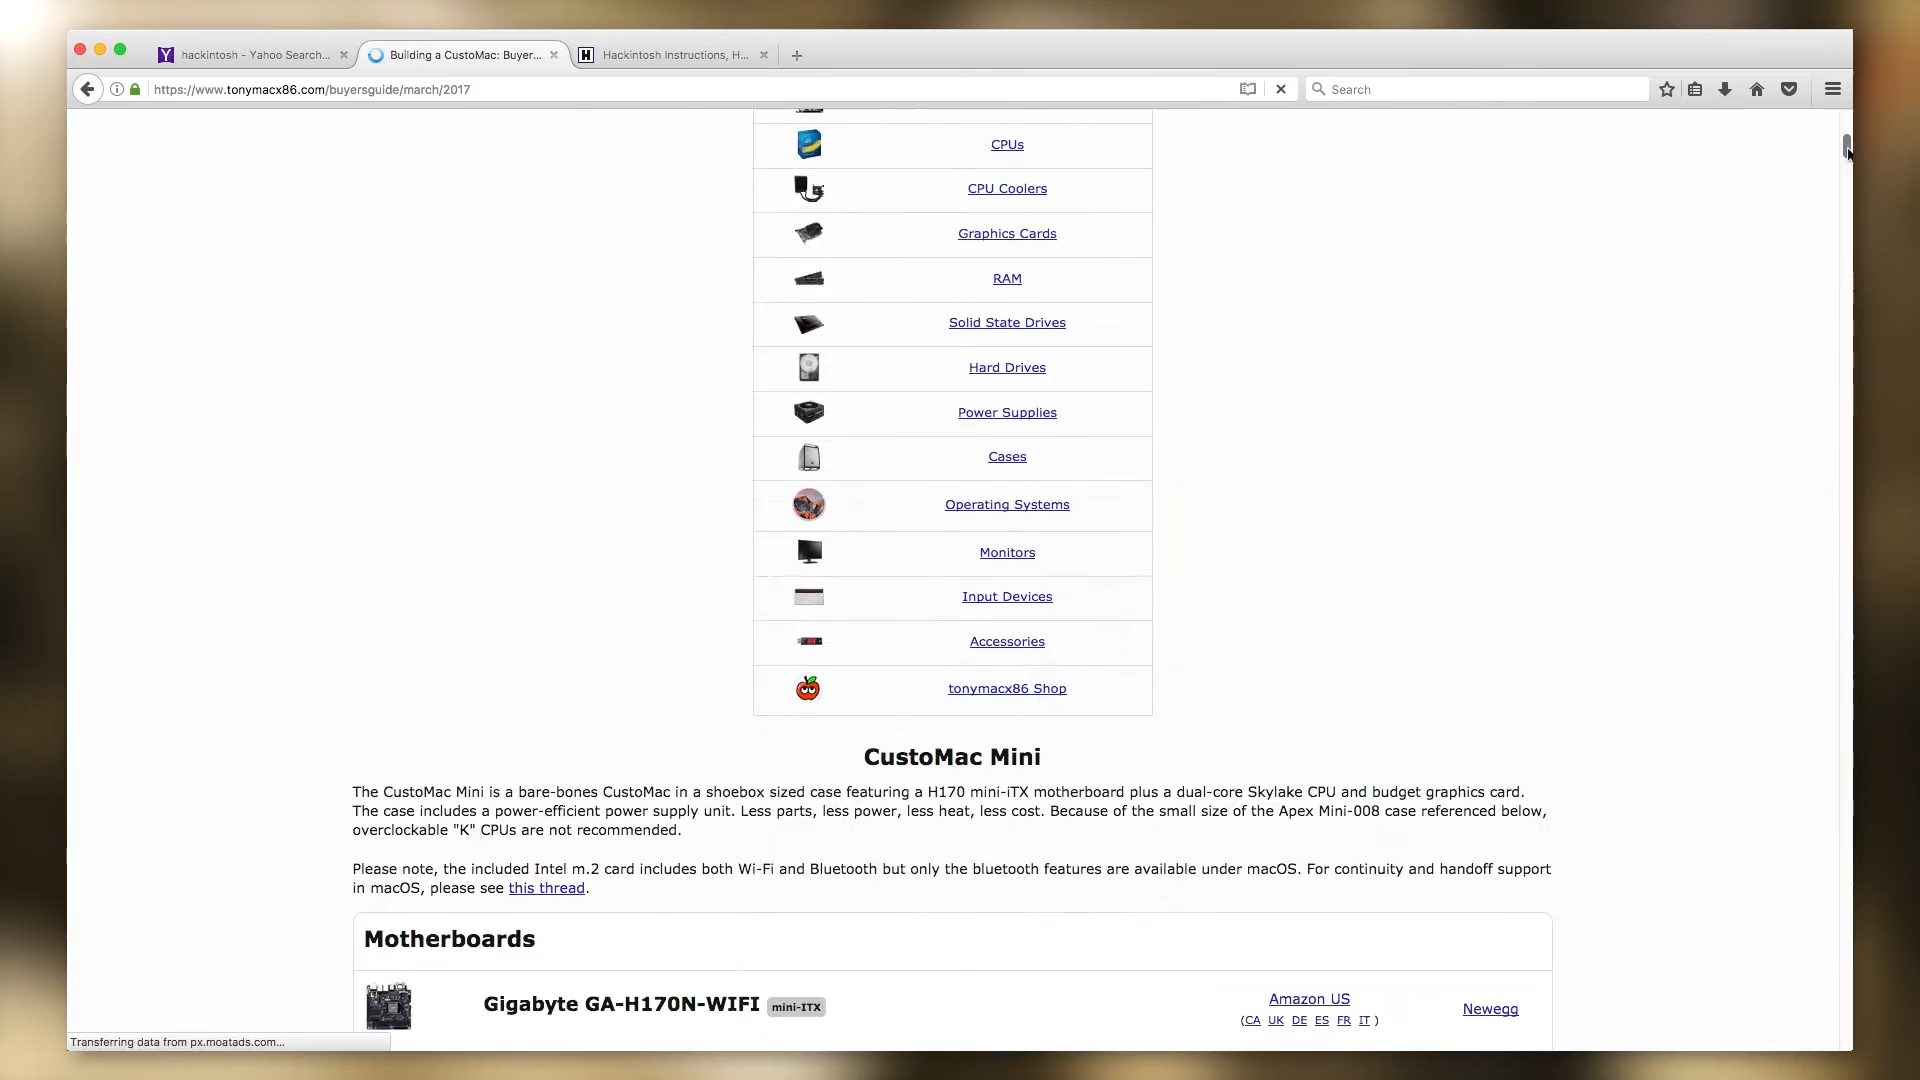 hackintosh - Yahoo Search...
Building a CustoMac: Buyer...
H
Hackintosh Instructions, H...
https://www.tonymacx86.com/buyersguide/march/2017
Search
CPUs
CPU Coolers
Graphics Cards
RAM
Solid State Drives
Hard Drives
Power Supplies
Cases
Operating Systems
Monitors
Input Devices
Accessories
tonymacx86 Shop
CustoMac Mini
The CustoMac Mini is a bare-bones CustoMac in a shoebox sized case featuring a H170 mini-iTX motherboard plus a dual-core Skylake CPU and budget graphics card.
The case includes a power-efficient power supply unit. Less parts, less power, less heat, less cost. Because of the small size of the Apex Mini-008 case referenced below,
overclockable "K" CPUs are not recommended.
Please note, the included Intel m.2 card includes both Wi-Fi and Bluetooth but only the bluetooth features are available under macOS. For continuity and handoff support
in macOS, please see this thread.
Motherboards
Gigabyte GA-H170N-WIFI mini-ITX
Amazon US
(CA UK DE ES FR IT )
Newegg
Transferring data from px.moatads.com...